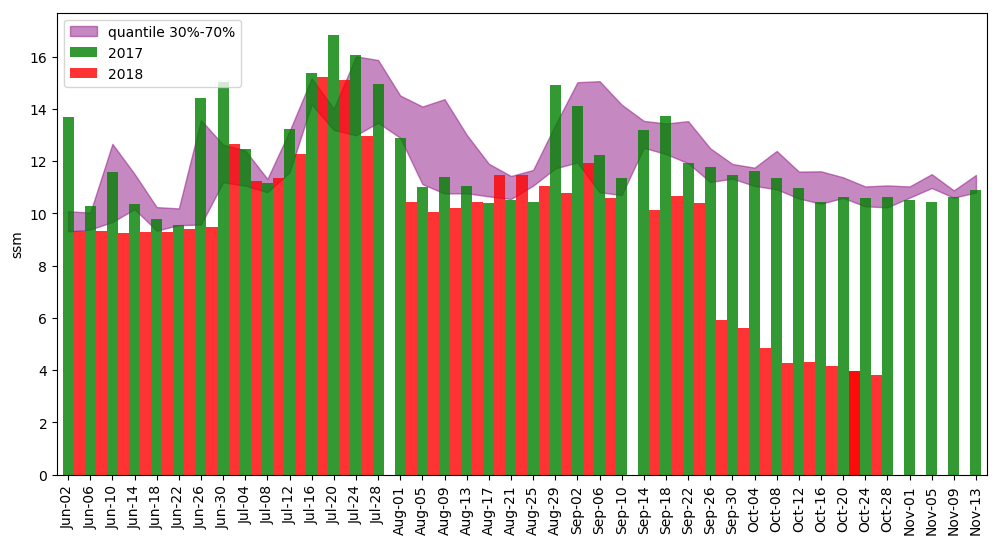 quantile 30%-70%
2017
2018
ssm
16
14
12
10
8
6
4
2
0
Jun-02
Jun-06
Jun-10
Jun-14
Jun-18
Jun-22
Jun-26
Jun-30
Jul-04
Jul-08
Jul-12
Jul-16
Jul-20
Jul-24
Jul-28
Aug-01
Aug-05
Aug-09
Aug-13
Aug-17
Aug-21
Aug-25
Aug-29
Sep-02
Sep-06
Sep-10
Sep-14
Sep-18
Sep-22
Sep-26
Sep-30
Oct-04
Oct-08
Oct-12
Oct-16
Oct-20
Oct-24
Oct-28
Nov-01
Nov-05
Nov-09
Nov-13